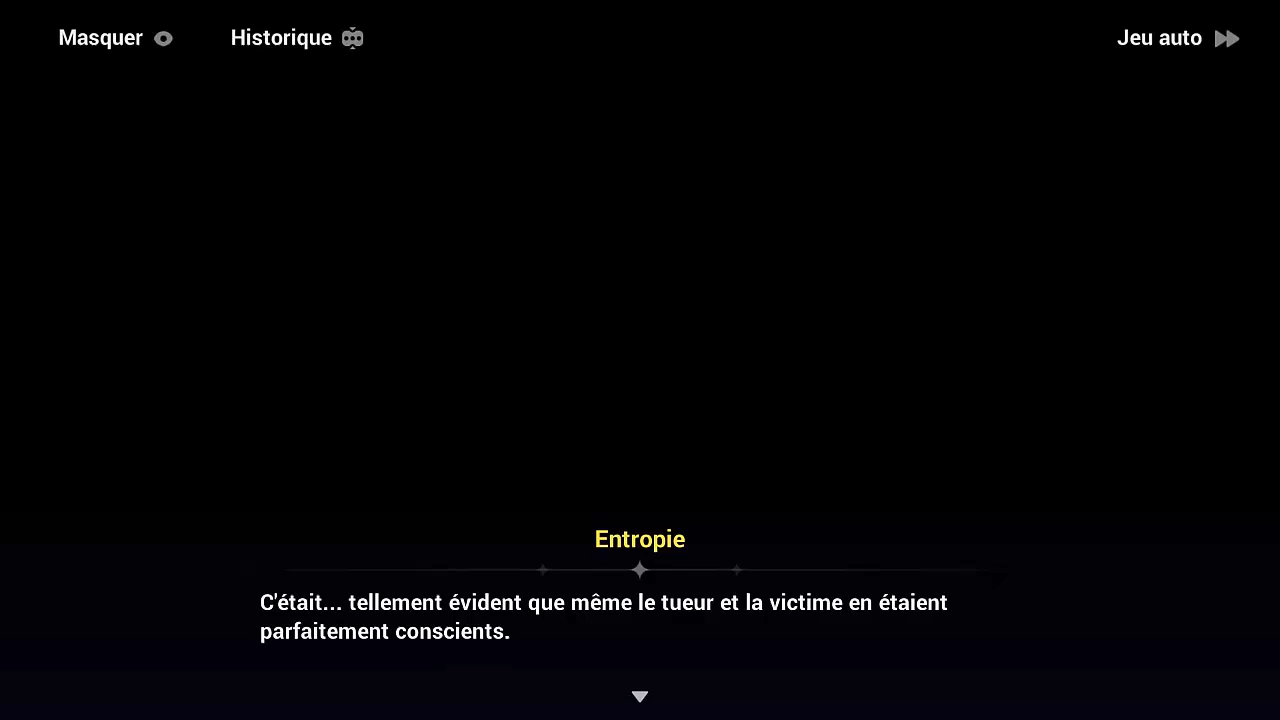 Masquer
Historique
Jeu auto
Entropie
C'était... tellement évident que même le tueur et la victime en étaient
parfaitement conscients.